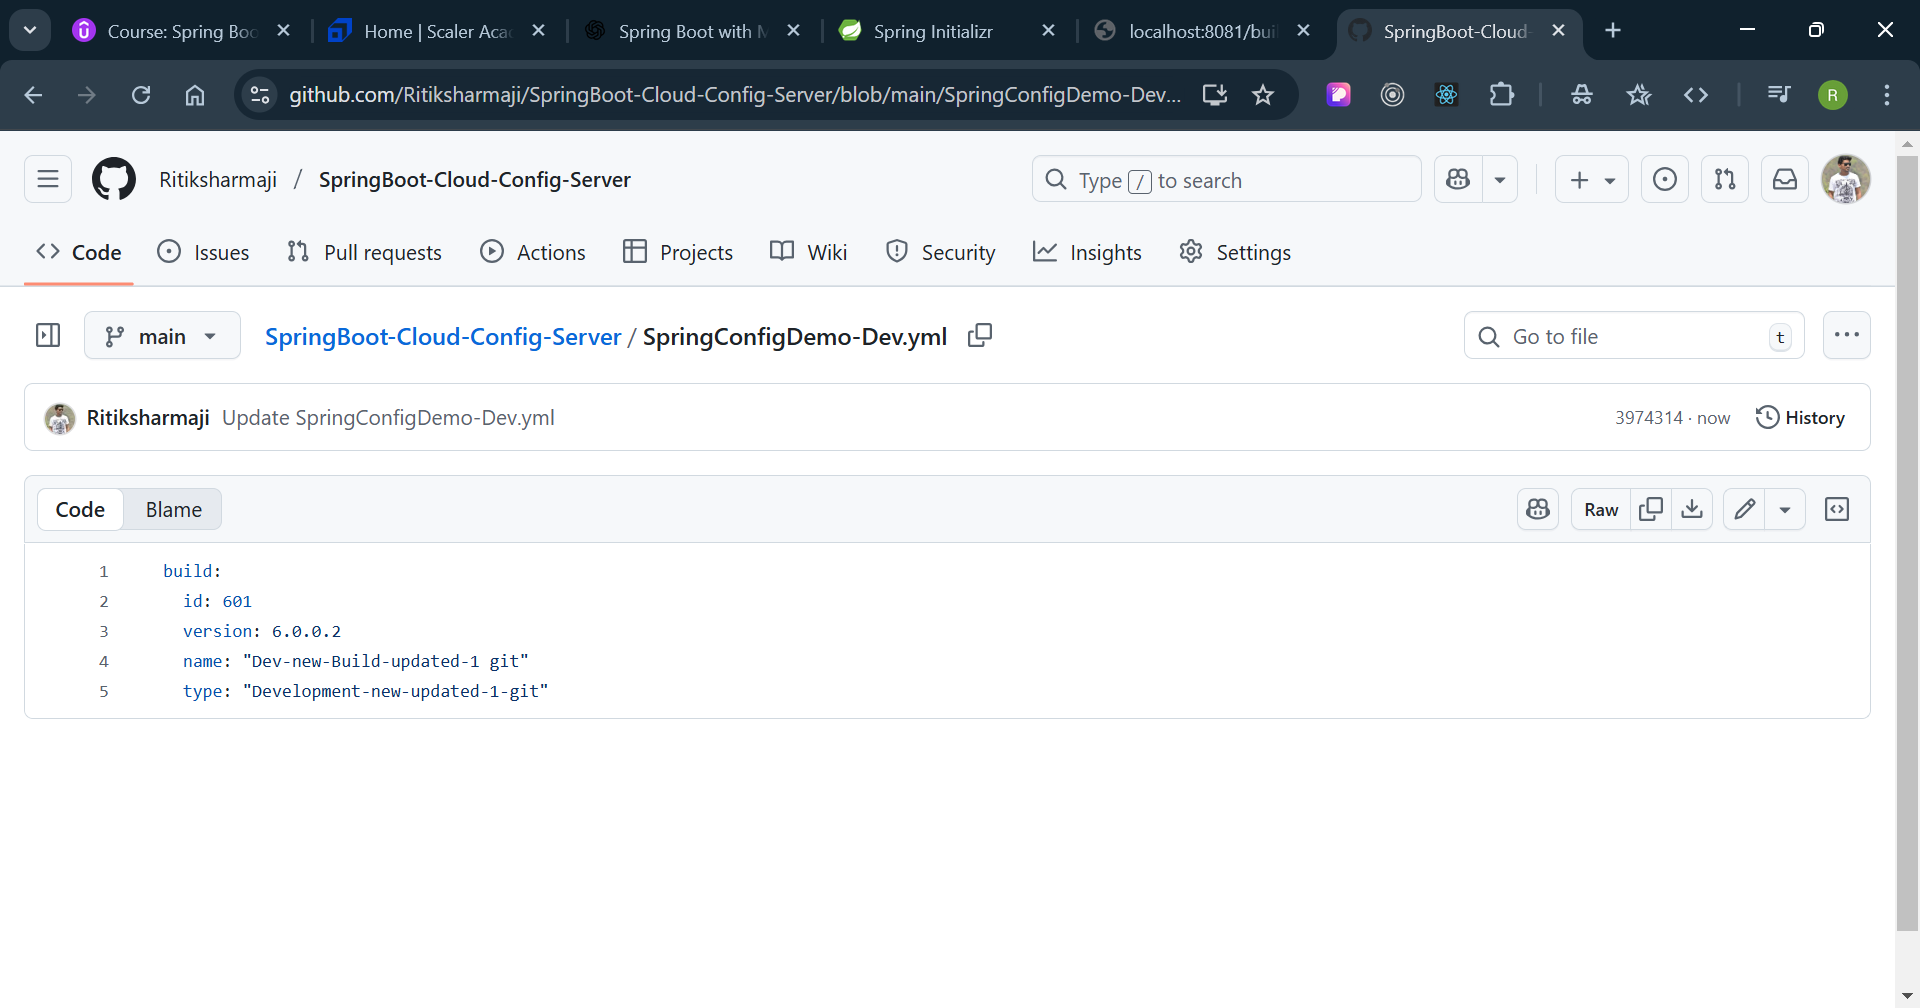 Course: Spring Boo
Home | Scaler Aca
Spring Boot with M
Spring Initializr
localhost:8081/bui
SpringBoot-Cloud-
github.com/Ritiksharmaji/SpringBoot-Cloud-Config-Server/blob/main/SpringConfigDemo-Dev...
R
Ritiksharmaji / SpringBoot-Cloud-Config-Server
Type / to search
Code
Issues
Pull requests
Actions
Projects
Wiki
Security
Insights
Settings
main
SpringBoot-Cloud-Config-Server / SpringConfigDemo-Dev.yml
Go to file
t
Ritiksharmaji Update SpringConfigDemo-Dev.yml
3974314 · now
History
Code
Blame
Raw
1 build:
2 id: 601
3 version: 6.0.0.2
4 name: "Dev-new-Build-updated-1 git"
5 type: "Development-new-updated-1-git"